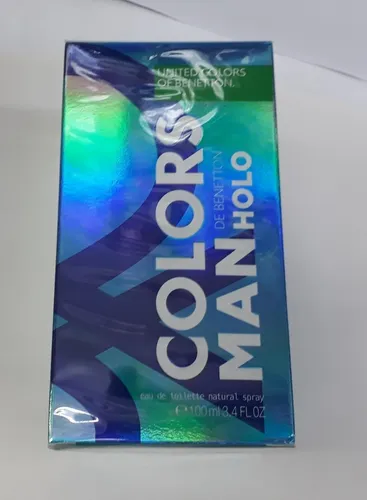 UNITED COLORS
OF BENETTON.
COLORS
DE BENETTON
MAN HOLO
eau de toilette natural spray
℮100ml 3.4 FL.OZ